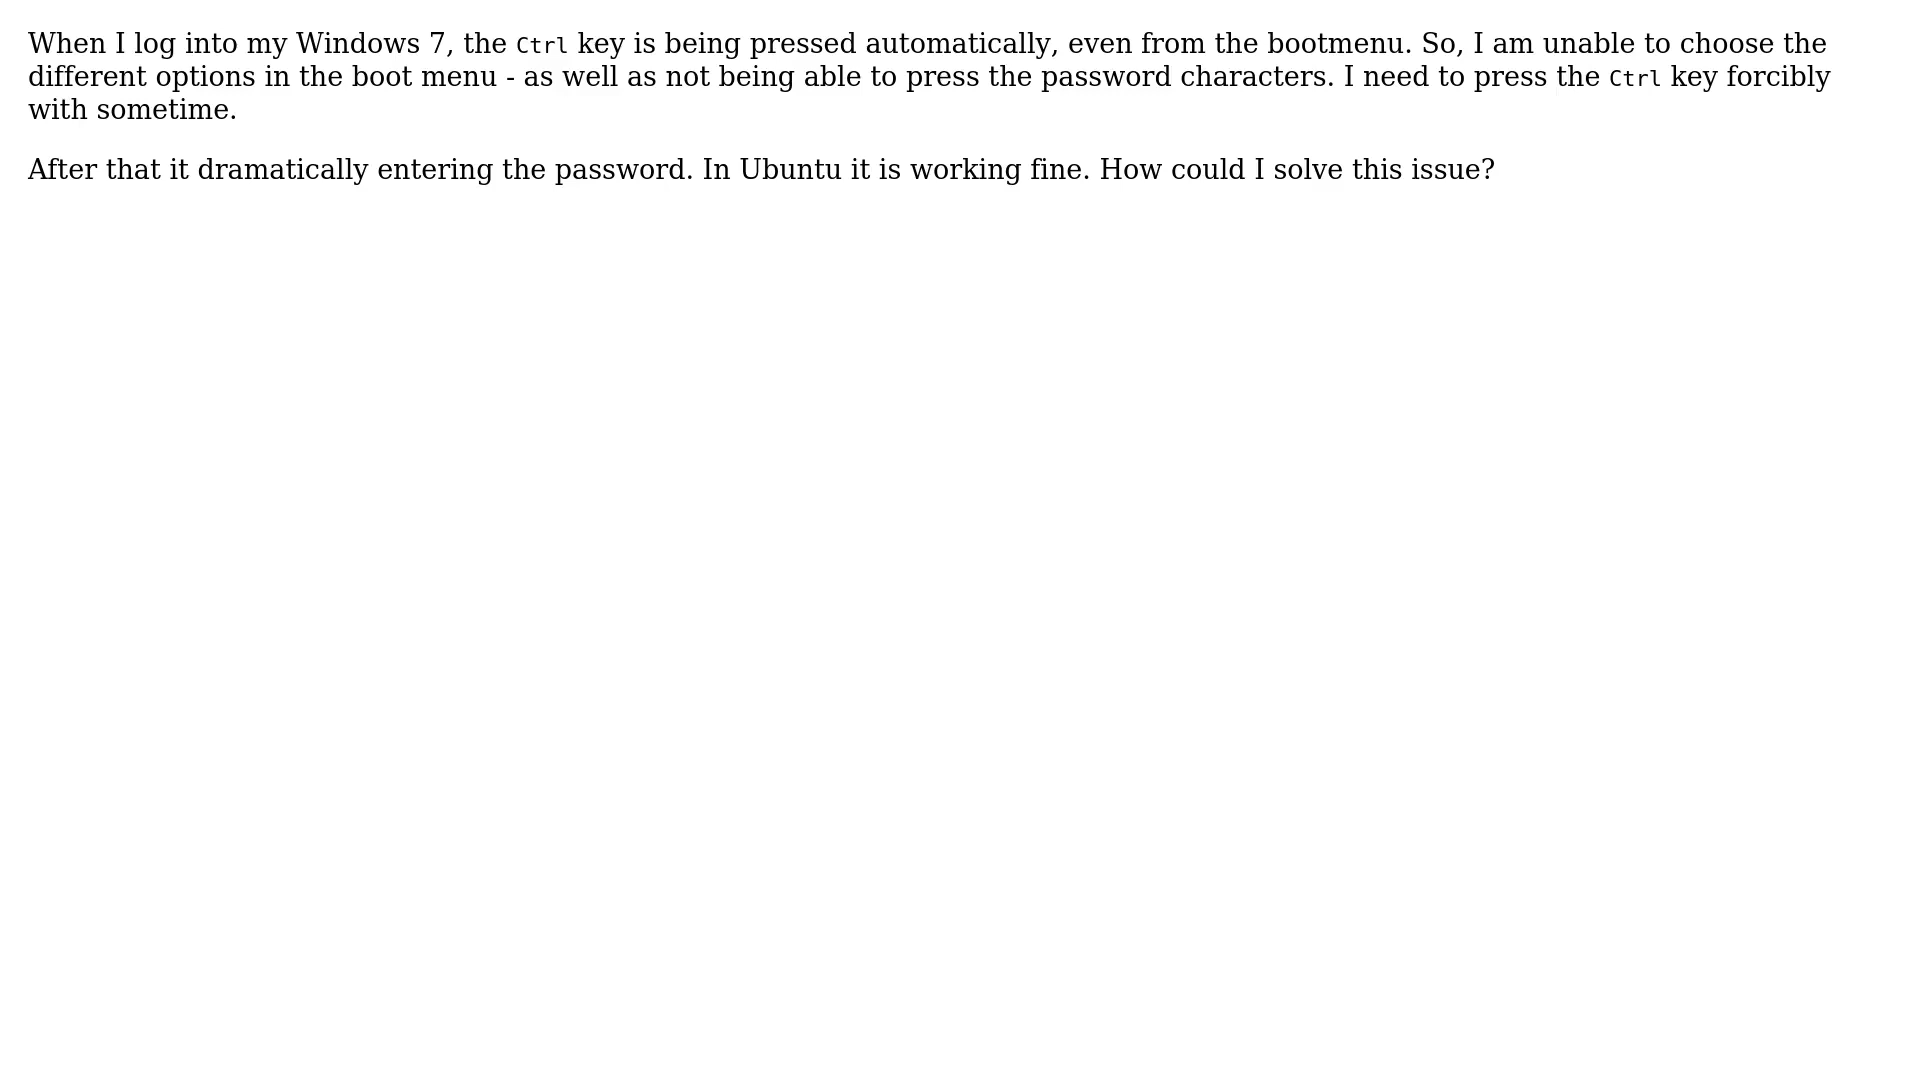 When I log into my Windows 7, the Ctrl key is being pressed automatically, even from the bootmenu. So, I am unable to choose the
different options in the boot menu - as well as not being able to press the password characters. I need to press the Ctrl key forcibly
with sometime.
After that it dramatically entering the password. In Ubuntu it is working fine. How could I solve this issue?